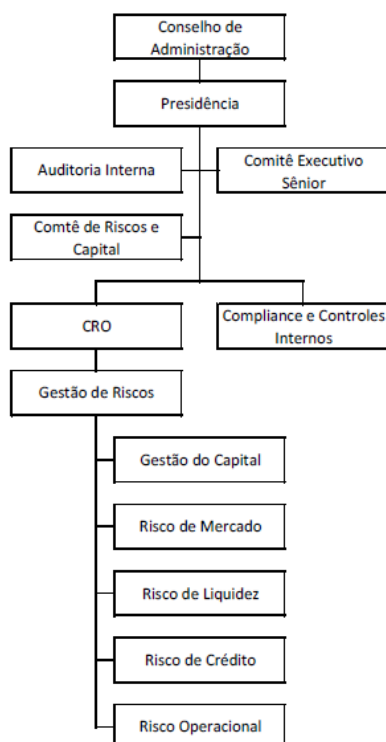 Conselho de
Administração
Presidência
Auditoria Interna
Comitê Executivo
Sênior
Comtê de Riscos e
Capital
CRO
Compliance e Controles
Internos
Gestão de Riscos
Gestão do Capital
Risco de Mercado
Risco de Liquidez
Risco de Crédito
Risco Operacional